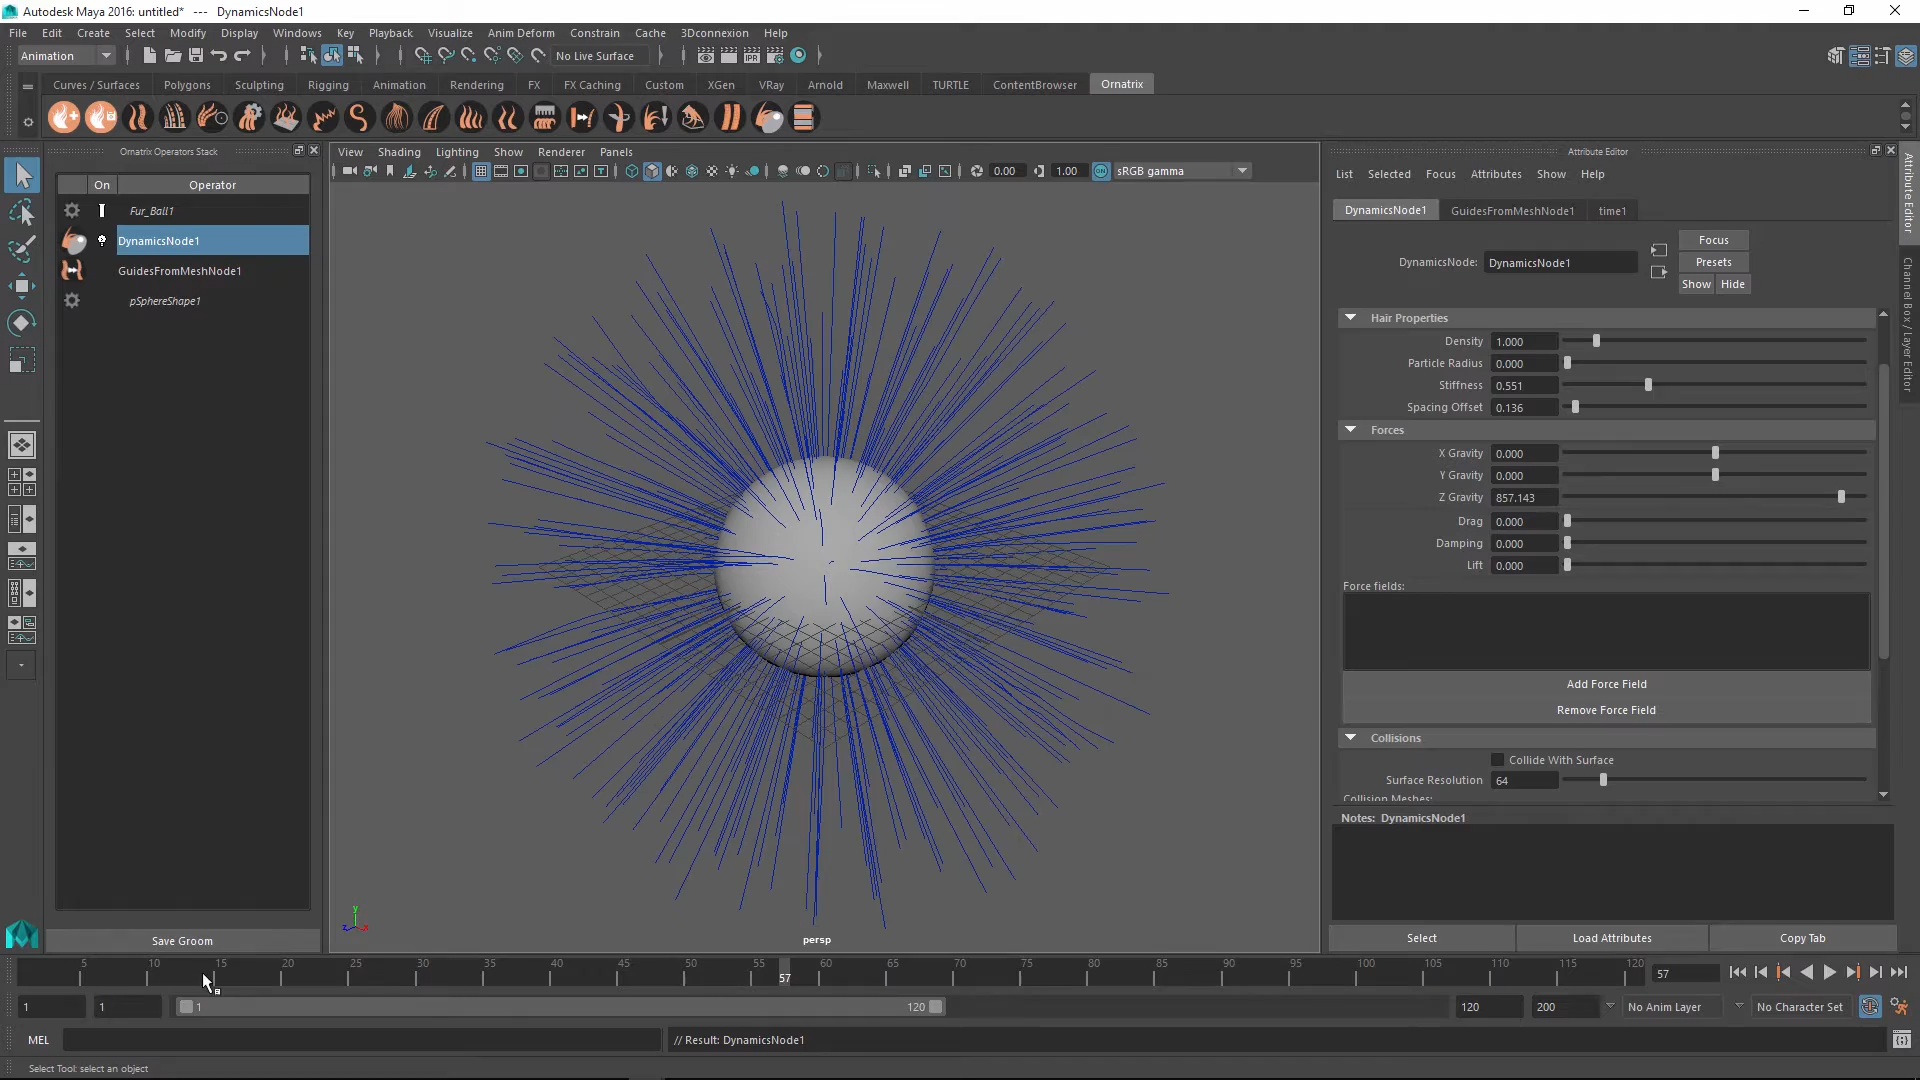 Autodesk Maya 2016: untitled*   ---   DynamicsNode1
File Edit Create Select Modify Display Windows Key Playback Visualize Anim Deform Constrain Cache 3Dconnexion Help
Animation
No Live Surface
Curves / Surfaces Polygons Sculpting Rigging Animation Rendering FX FX Caching Custom XGen VRay Arnold Maxwell TURTLE ContentBrowser Ornatrix
Ornatrix Operators Stack
On Operator
Fur_Ball1
DynamicsNode1
GuidesFromMeshNode1
pSphereShape1
Save Groom
View Shading Lighting Show Renderer Panels
0.00 1.00 ON sRGB gamma
y
z x
persp
Attribute Editor
List Selected Focus Attributes Show Help
DynamicsNode1 GuidesFromMeshNode1 time1
DynamicsNode: DynamicsNode1
Focus
Presets
Show Hide
Hair Properties
Density 1.000
Particle Radius 0.000
Stiffness 0.551
Spacing Offset 0.136
Forces
X Gravity 0.000
Y Gravity 0.000
Z Gravity 857.143
Drag 0.000
Damping 0.000
Lift 0.000
Force fields:
Add Force Field
Remove Force Field
Collisions
Collide With Surface
Surface Resolution 64
Collision Meshes:
Notes: DynamicsNode1
Select Load Attributes Copy Tab
Attribute Editor
Channel Box / Layer Editor
5 10 15 20 25 30 35 40 45 50 55 60 65 70 75 80 85 90 95 100 105 110 115 120
57
57
1 1 1 120 120 200 No Anim Layer No Character Set
MEL // Result: DynamicsNode1
Select Tool: select an object